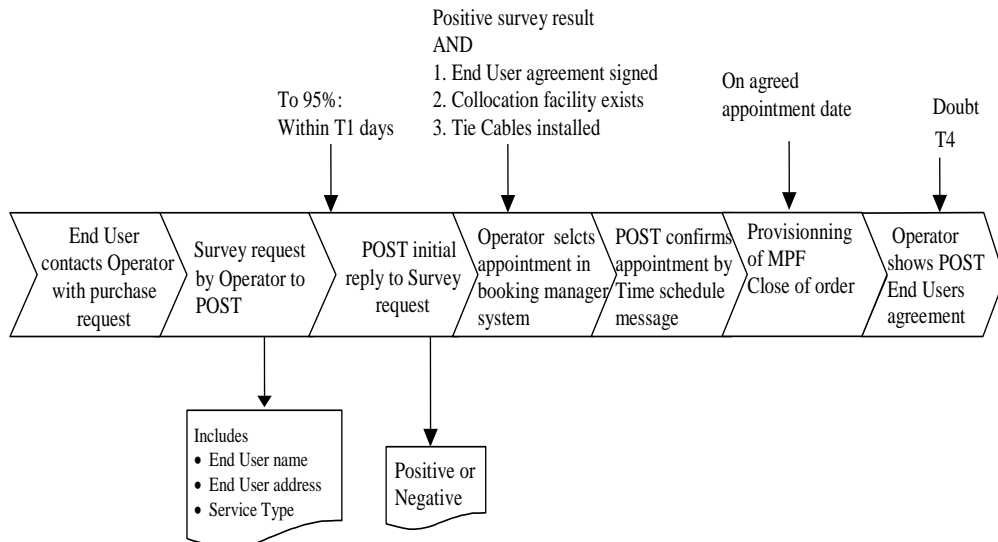 Positive survey result
AND
1. End User agreement signed
2. Collocation facility exists
3. Tie Cables installed
To 95%:
Within T1 days
On agreed
appointment date
Doubt
T4
End User
contacts Operator
with purchase
request
Survey request
by Operator to
POST
POST initial
reply to Survey
request
Operator selcts
appointment in
booking manager
system
POST confirms
appointment by
Time schedule
message
Provisionning
of MPF
Close of order
Operator
shows POST
End Users
agreement
Includes
• End User name
• End User address
• Service Type
Positive or
Negative